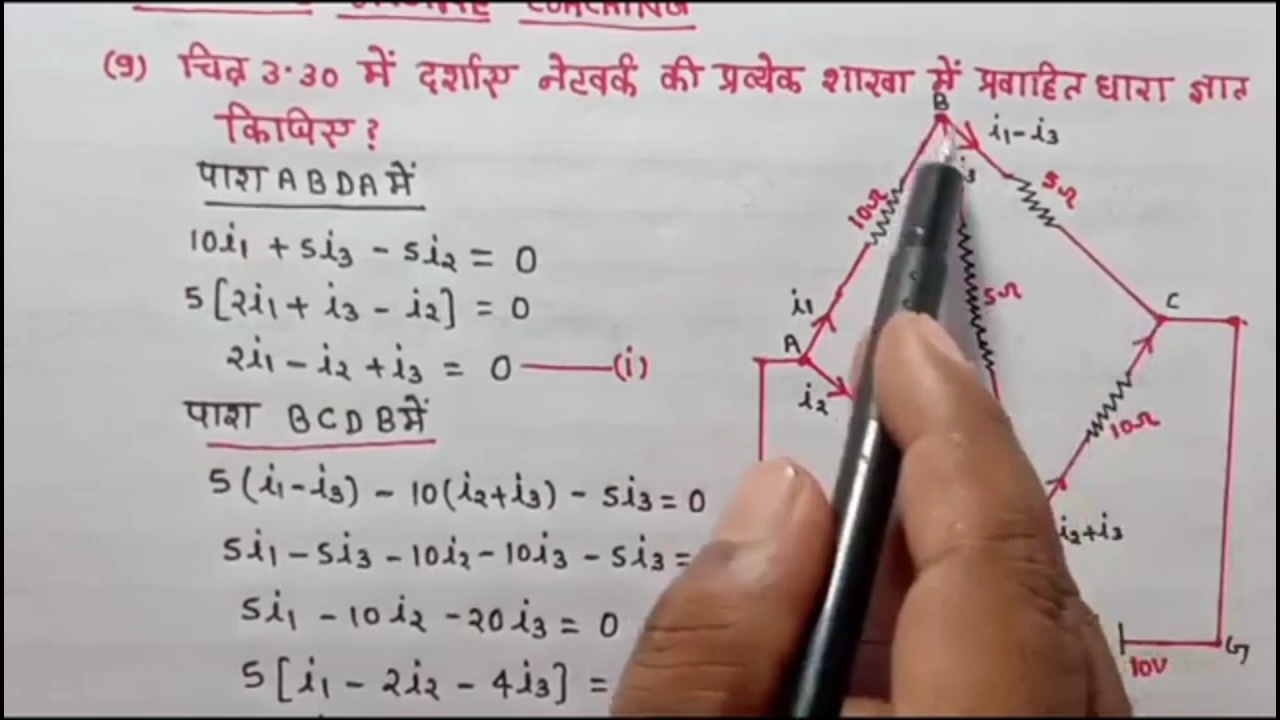 (9) चित्र 3.30 में दर्शाए नेटवर्क की प्रत्येक शाखा में प्रवाहित धारा ज्ञात
किजिए ?
पाश A B D A में
10i₁ + 5i₃ - 5i₂ = 0
5[2i₁ + i₃ - i₂] = 0
2i₁ - i₂ + i₃ = 0 ——(i)
पाश B C D B में
5(i₁-i₃) - 10(i₂+i₃) - 5i₃ = 0
5i₁ - 5i₃ - 10i₂ - 10i₃ - 5i₃ =
5i₁ - 10i₂ - 20i₃ = 0
5[i₁ - 2i₂ - 4i₃] =
B
i₁-i₃
i₃
10Ω
5Ω
5Ω
i₁
A
C
i₂
10Ω
i₂+i₃
10V
G